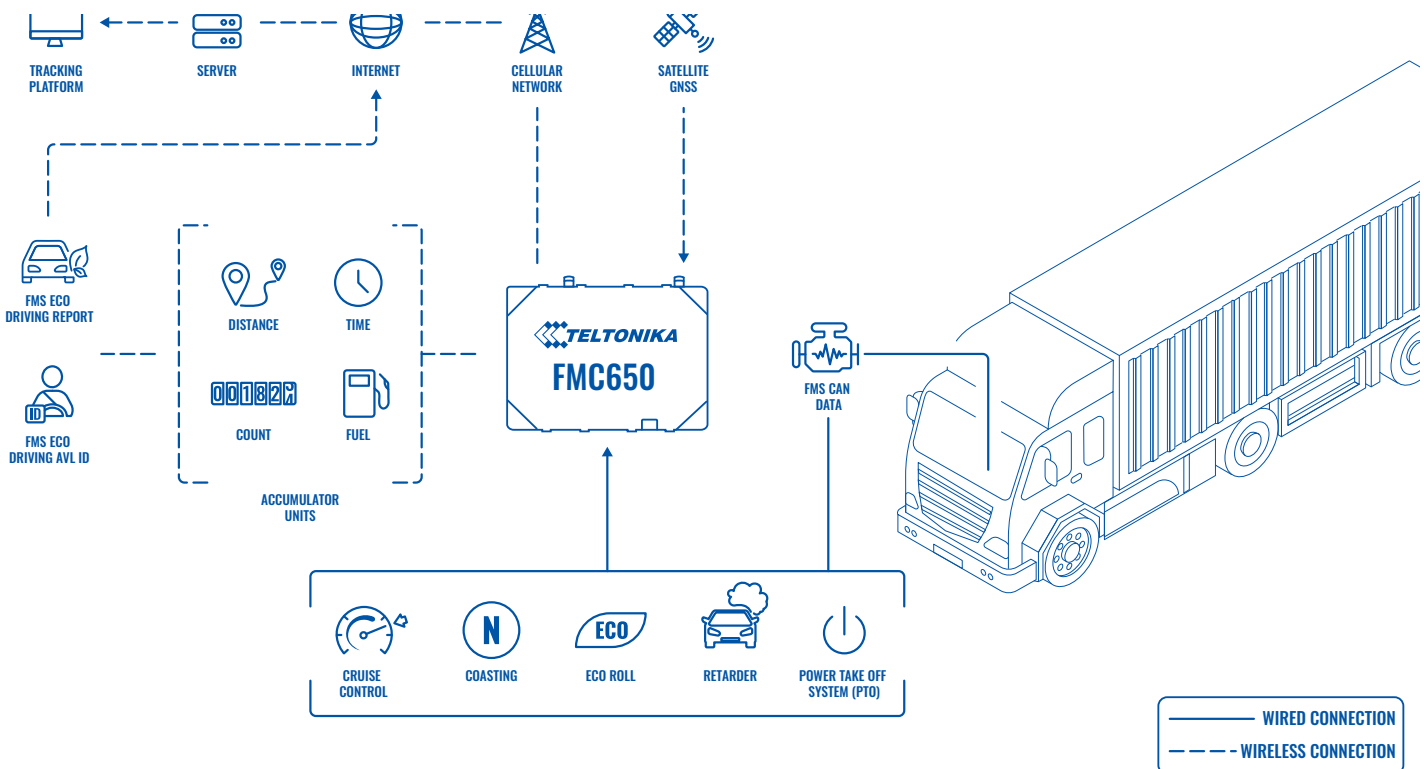 TRACKING
PLATFORM
SERVER
INTERNET
CELLULAR
NETWORK
SATELLITE
GNSS
FMS ECO
DRIVING REPORT
DISTANCE
TIME
TELTONIKA
FMC650
FMS CAN
DATA
ID
FMS ECO
DRIVING AVL ID
COUNT
FUEL
ACCUMULATOR
UNITS
N
ECO
CRUISE
CONTROL
COASTING
ECO ROLL
RETARDER
POWER TAKE OFF
SYSTEM (PTO)
WIRED CONNECTION
WIRELESS CONNECTION